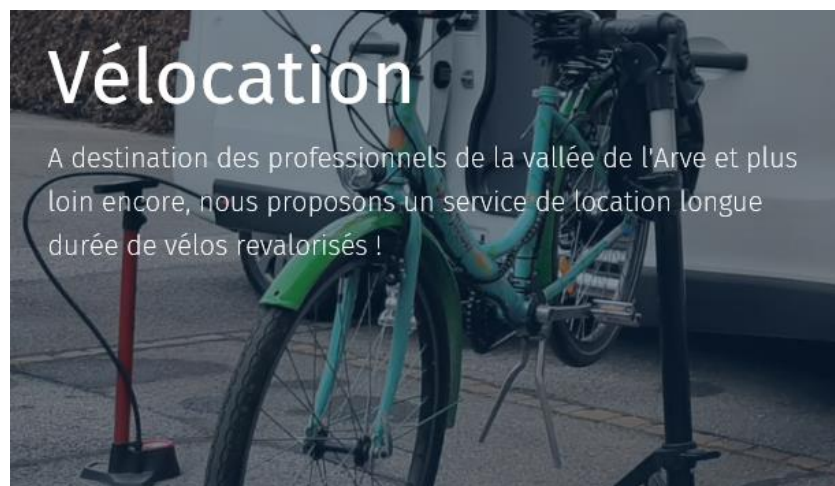 Vélocation
A destination des professionnels de la vallée de l'Arve et plus
loin encore, nous proposons un service de location longue
durée de vélos revalorisés !